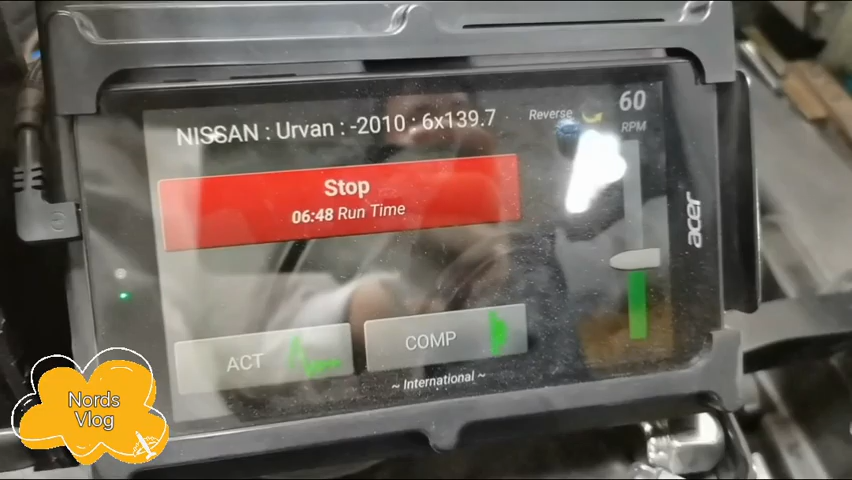 NISSAN : Urvan : -2010 : 6x139.7
Reverse
60
RPM
Stop
06:48 Run Time
acer
ACT
COMP
~ International ~
Nords
Vlog